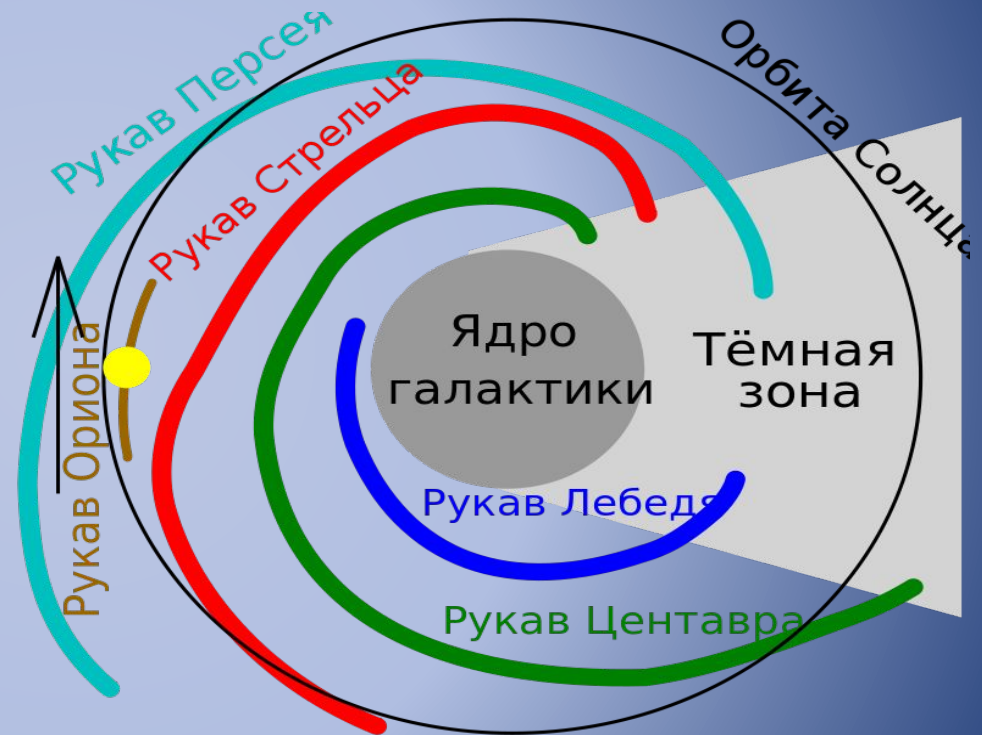 Рукав Персея
Орбита Солнца
Рукав Стрельца
Рукав Ориона
Ядро
галактики
Тёмная
зона
Рукав Лебедя
Рукав Центавра